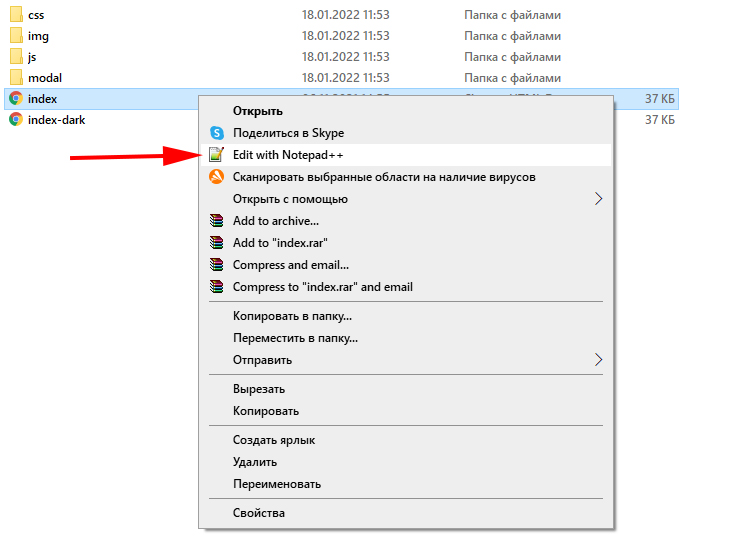 css 18.01.2022 11:53 Папка с файлами
img 18.01.2022 11:53 Папка с файлами
js 18.01.2022 11:53 Папка с файлами
modal 18.01.2022 11:53 Папка с файлами
index 37 КБ
index-dark 37 КБ
Открыть
Поделиться в Skype
Edit with Notepad++
Сканировать выбранные области на наличие вирусов
Открыть с помощью
Add to archive...
Add to "index.rar"
Compress and email...
Compress to "index.rar" and email
Копировать в папку...
Переместить в папку...
Отправить
Вырезать
Копировать
Создать ярлык
Удалить
Переименовать
Свойства